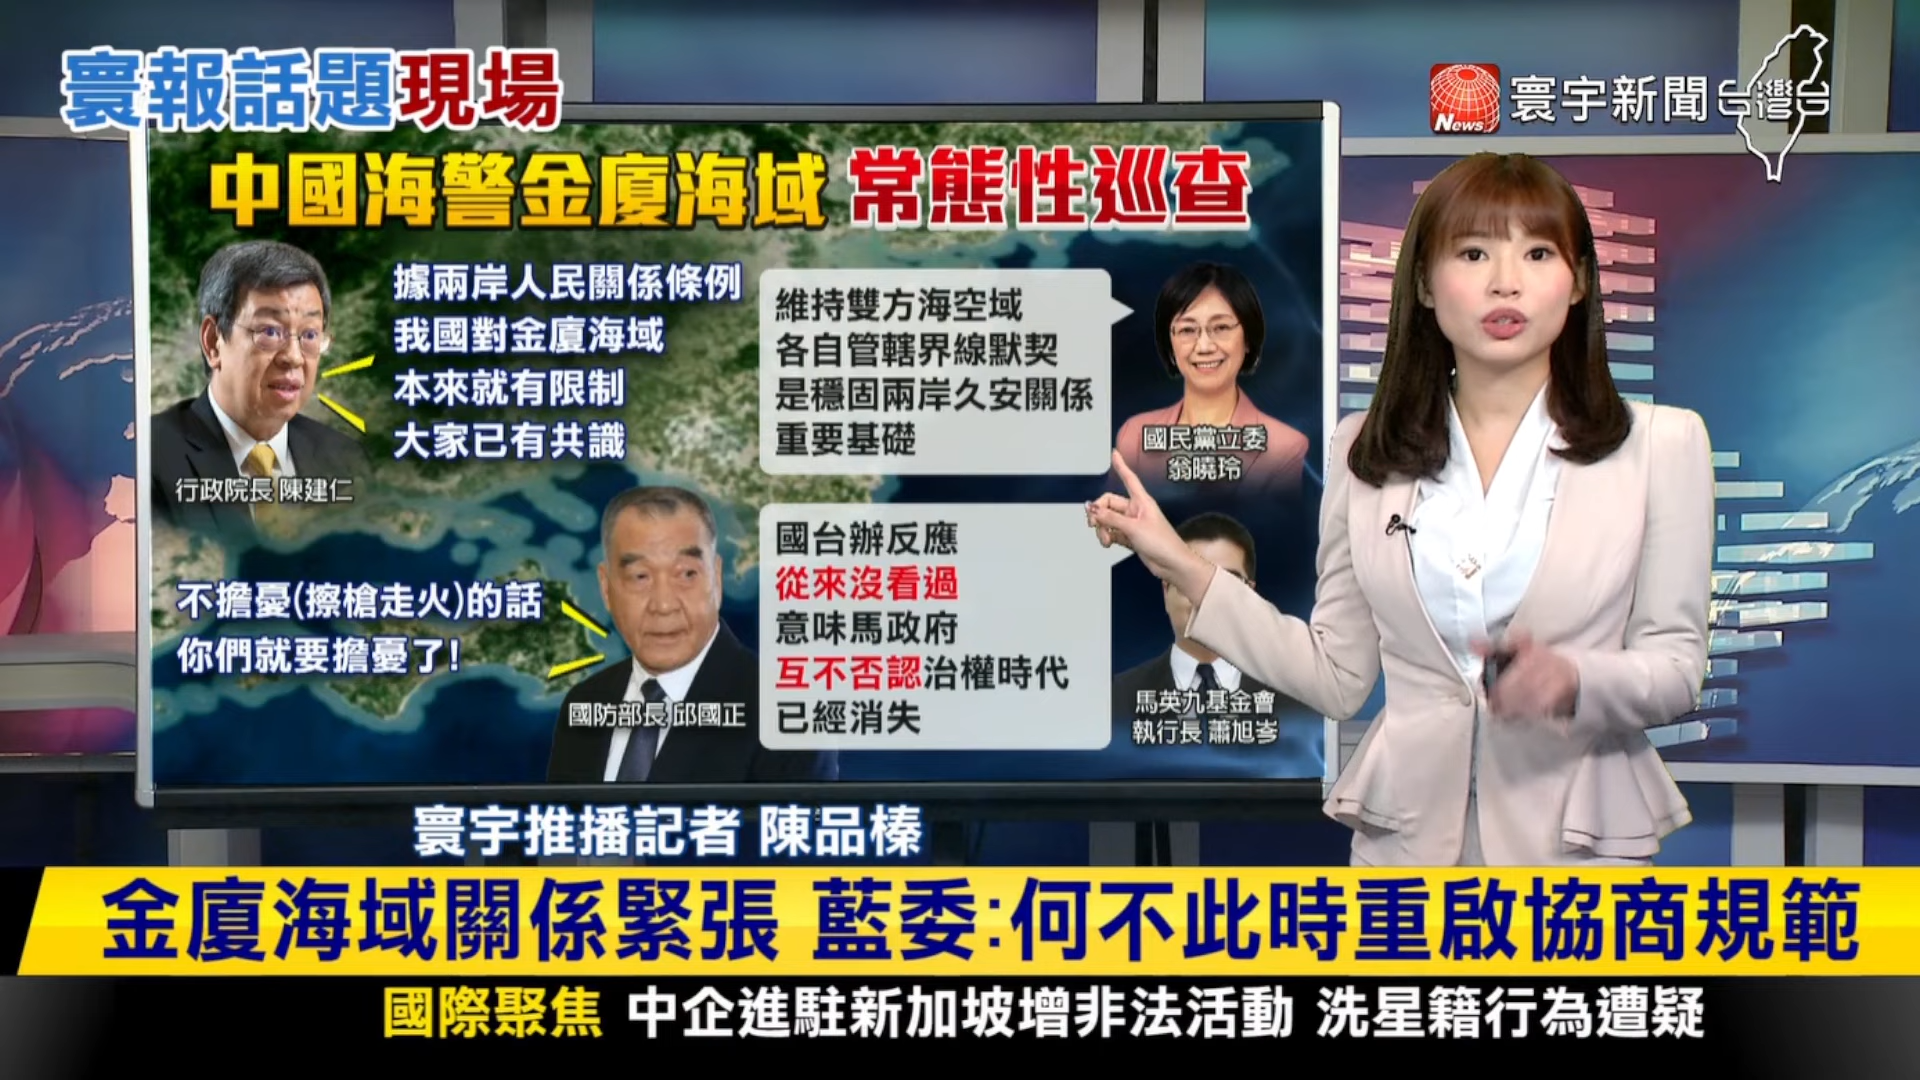 寰報話題現場
News
寰宇新聞 台灣台
中國海警金廈海域 常態性巡查
據兩岸人民關係條例
我國對金廈海域
本來就有限制
大家已有共識
行政院長 陳建仁
維持雙方海空域
各自管轄界線默契
是穩固兩岸久安關係
重要基礎
國民黨立委
翁曉玲
不擔憂(擦槍走火)的話
你們就要擔憂了!
國防部長 邱國正
國台辦反應
從來沒看過
意味馬政府
互不否認治權時代
已經消失
馬英九基金會
執行長 蕭旭岑
寰宇推播記者 陳品榛
金廈海域關係緊張 藍委:何不此時重啟協商規範
國際聚焦 中企進駐新加坡增非法活動 洗星籍行為遭疑